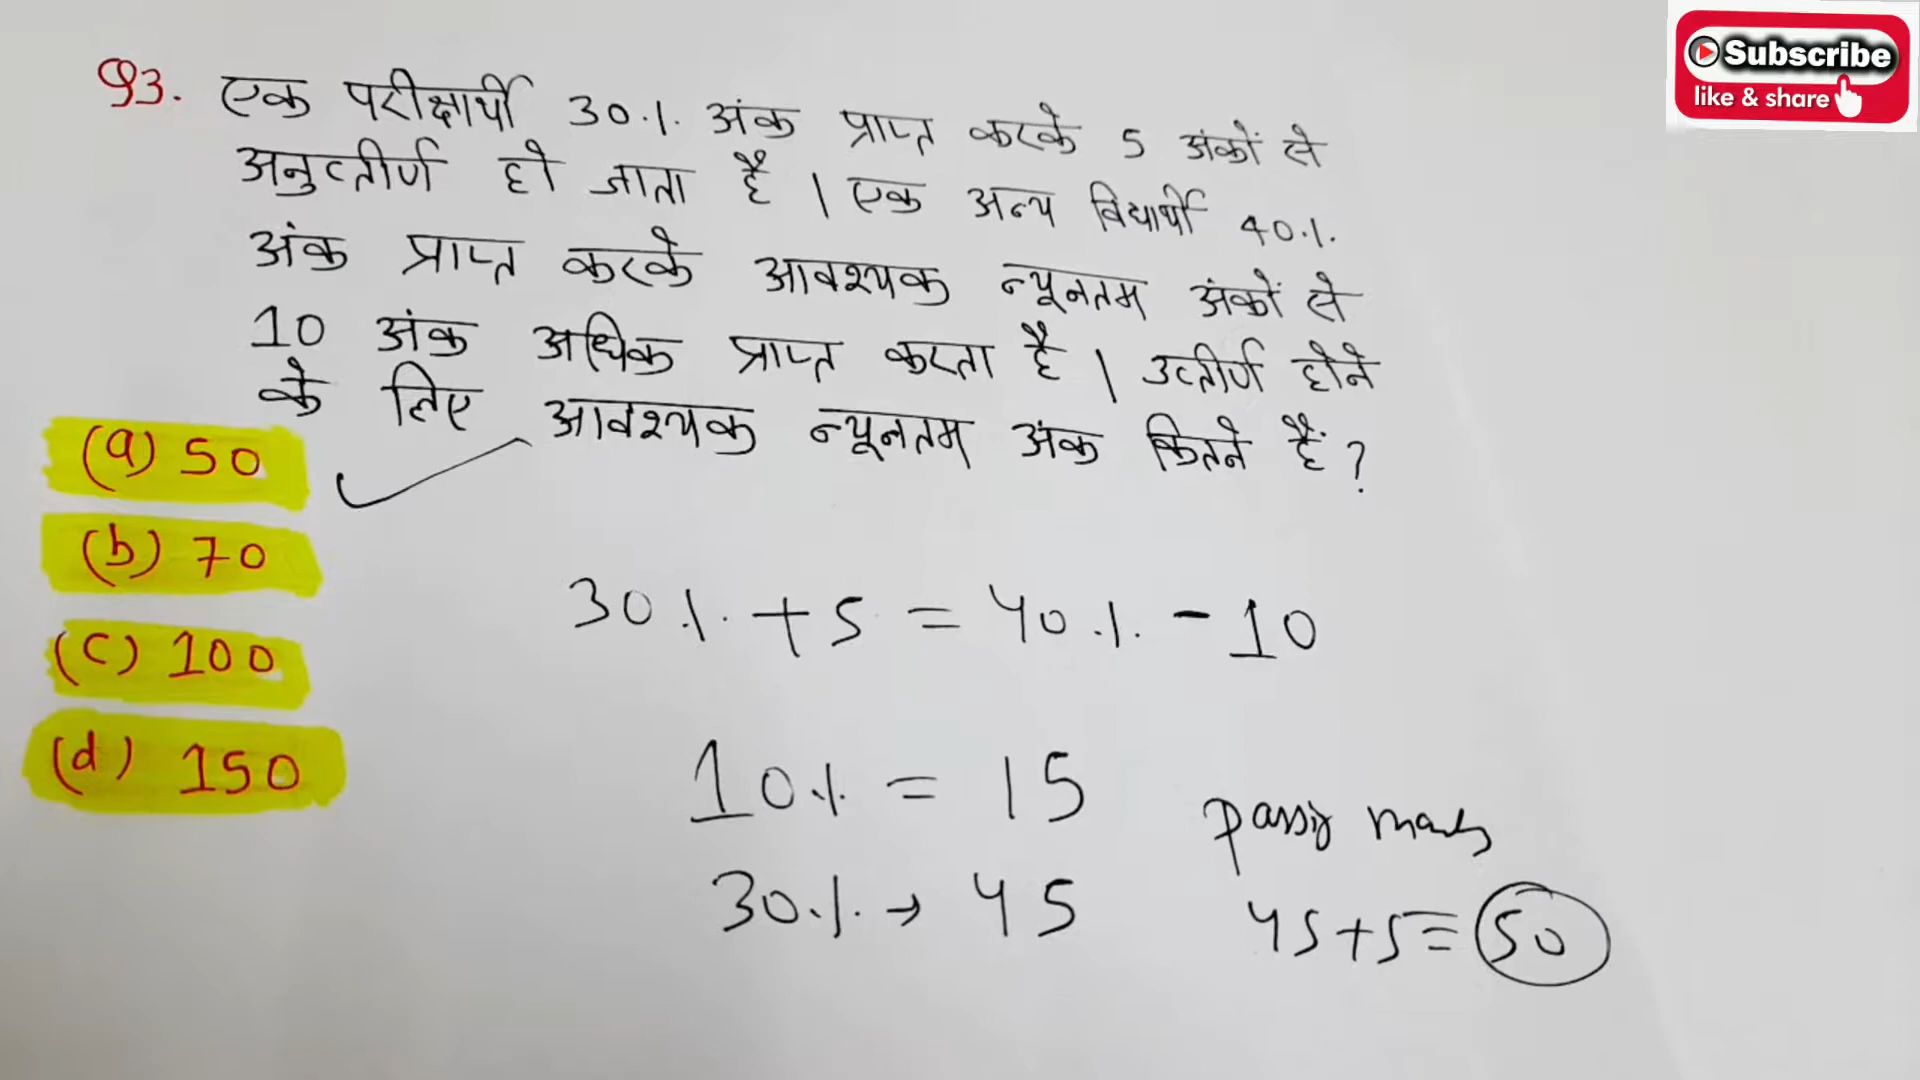 Q3. एक परीक्षार्थी 30% अंक प्राप्त करके 5 अंकों से
अनुत्तीर्ण हो जाता है | एक अन्य विद्यार्थी 40%
अंक प्राप्त करके आवश्यक न्यूनतम अंकों से
10 अंक अधिक प्राप्त करता है | उत्तीर्ण होने
के लिए आवश्यक न्यूनतम अंक कितने हैं ?
(a) 50
(b) 70
(c) 100
(d) 150
30% + 5 = 40% - 10
10% = 15
30% → 45
passing marks
45+5=50
Subscribe
like & share